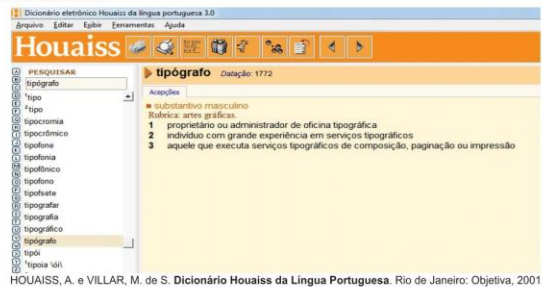 Dicionário eletrônico Houaiss da língua portuguesa 3.0
Arquivo Editar Exibir Ferramentas Ajuda
Houaiss
PESQUISAR
tipógrafo
¹tipo
²tipo
tipocromia
tipocrômico
tipofone
tipofonia
tipofônico
tipofono
tipofsete
tipografar
tipografia
tipográfico
tipógrafo
tipói
¹tipoia \ói\
tipógrafo Datação: 1772
Acepções
substantivo masculino
Rubrica: artes gráficas.
1 proprietário ou administrador de oficina tipográfica
2 indivíduo com grande experiência em serviços tipográficos
3 aquele que executa serviços tipográficos de composição, paginação ou impressão
HOUAISS, A. e VILLAR, M. de S. Dicionário Houaiss da Língua Portuguesa. Rio de Janeiro: Objetiva, 2001